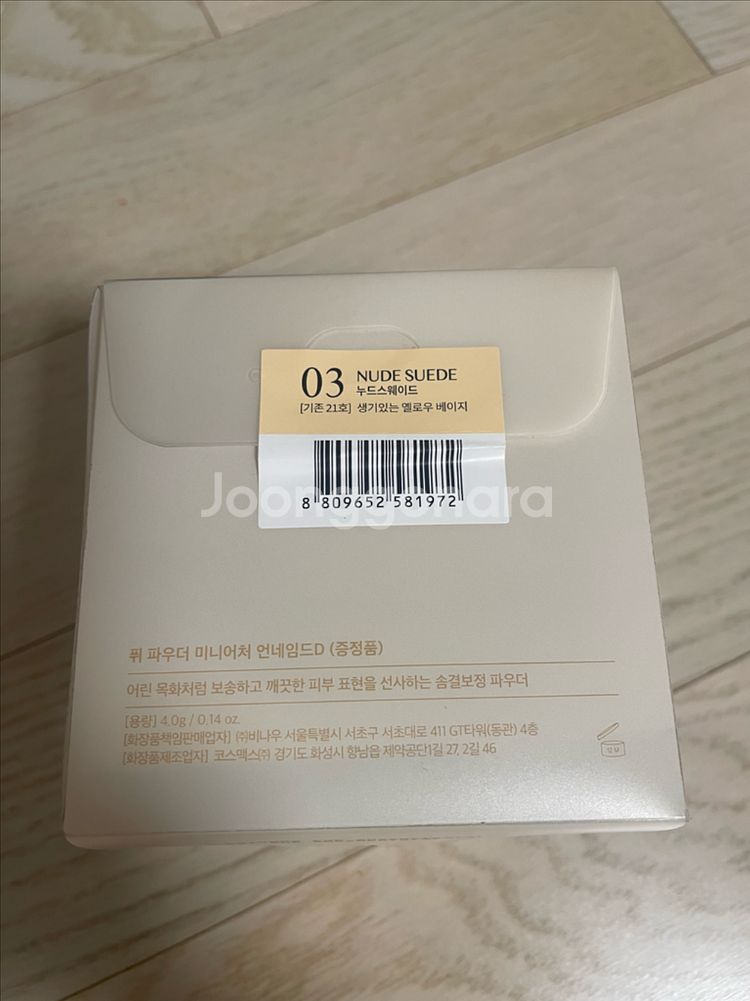 03 NUDE SUEDE
누드스웨이드
[기존 21호] 생기있는 옐로우 베이지
8 809652 581972
Joonggonara
퓌 파우더 미니어처 언네임드D (증정품)
어린 목화처럼 보송하고 깨끗한 피부 표현을 선사하는 솜결보정 파우더
[용량] 4.0g / 0.14 oz.
[화장품책임판매업자] ㈜비나우 서울특별시 서초구 서초대로 411 GT타워(동관) 4층
[화장품제조업자] 코스맥스㈜ 경기도 화성시 향남읍 제약공단1길 27, 2길 46